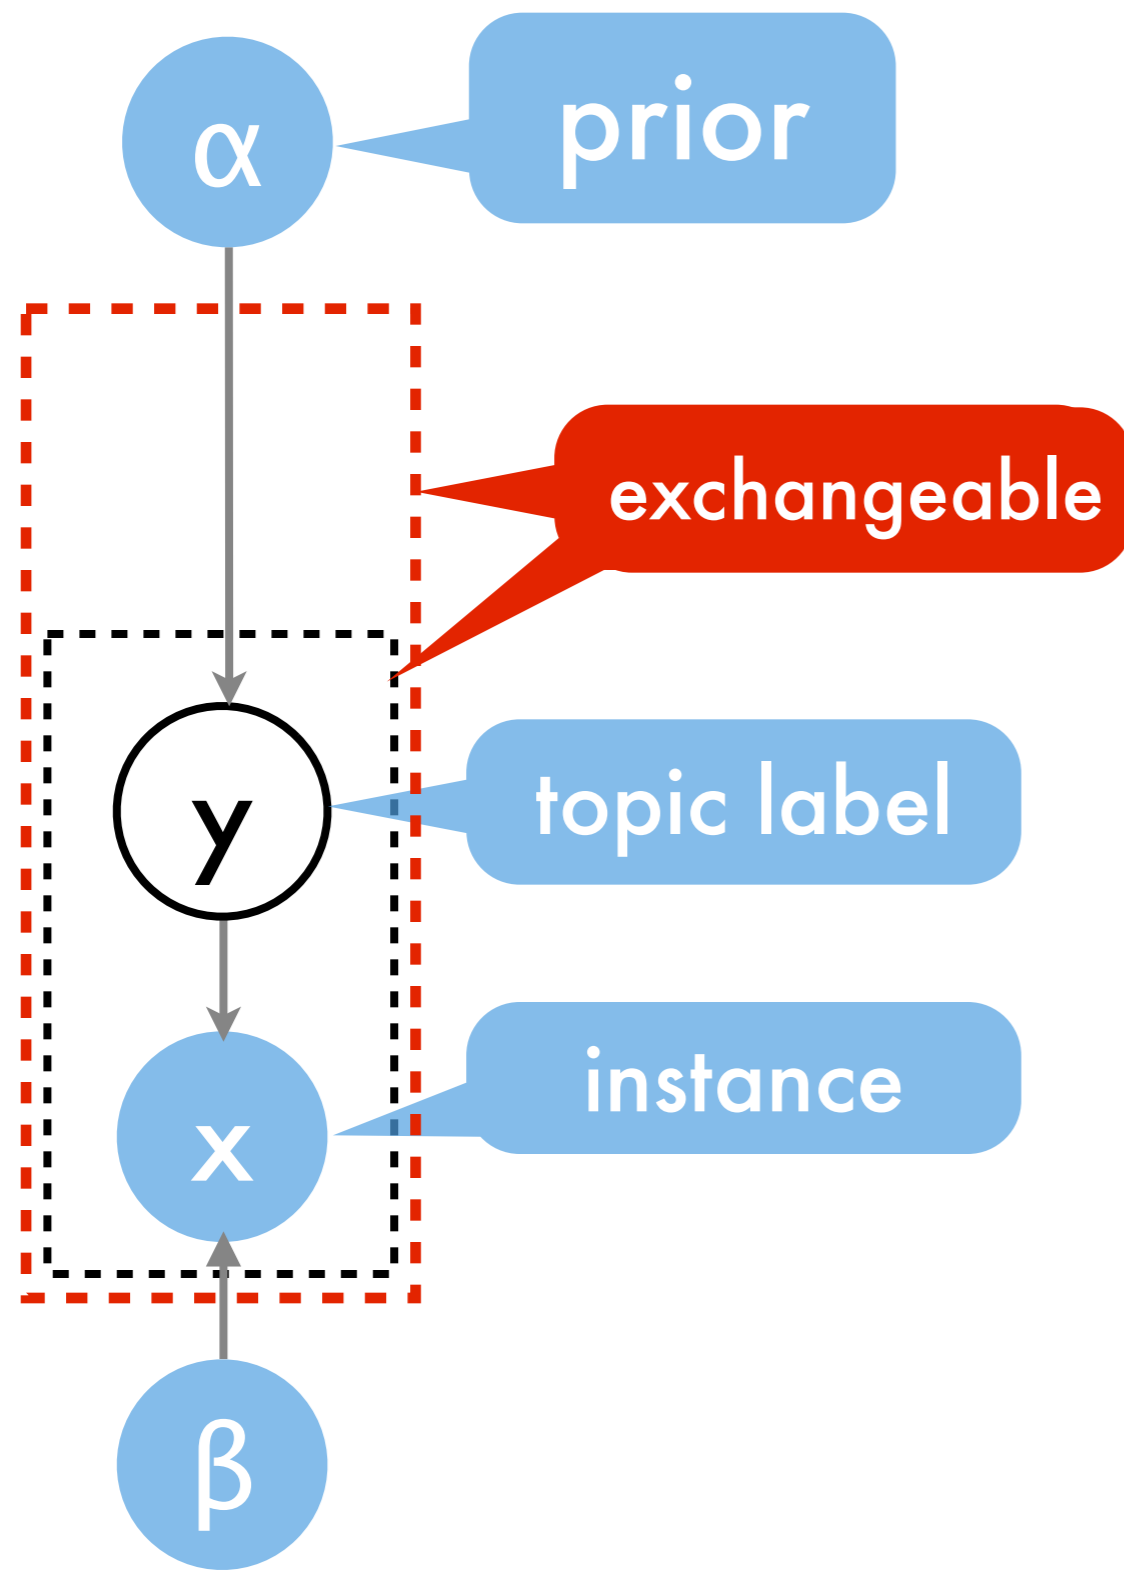 α
prior
exchangeable
y
topic label
x
instance
β